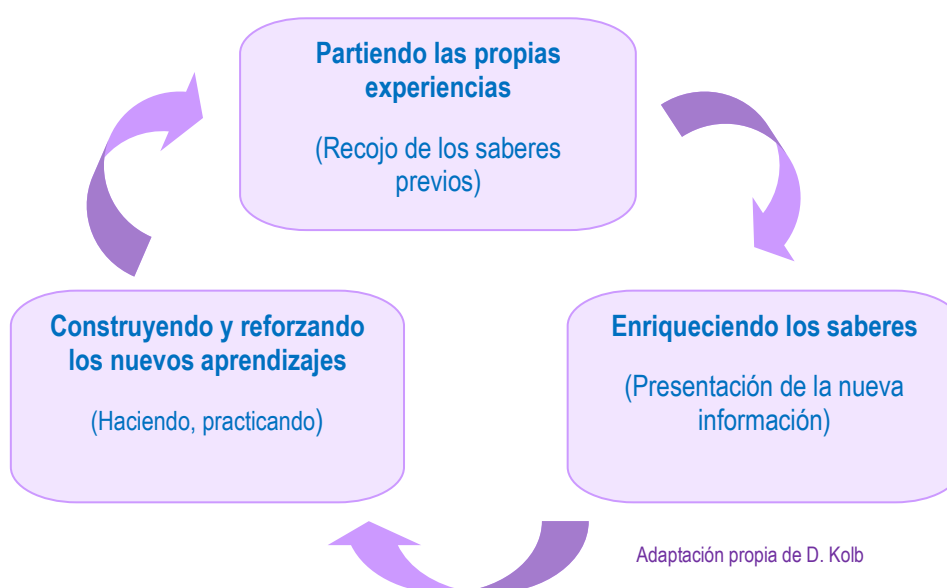 Partiendo las propias
experiencias
(Recojo de los saberes
previos)
Construyendo y reforzando
los nuevos aprendizajes
(Haciendo, practicando)
Enriqueciendo los saberes
(Presentación de la nueva
información)
Adaptación propia de D. Kolb